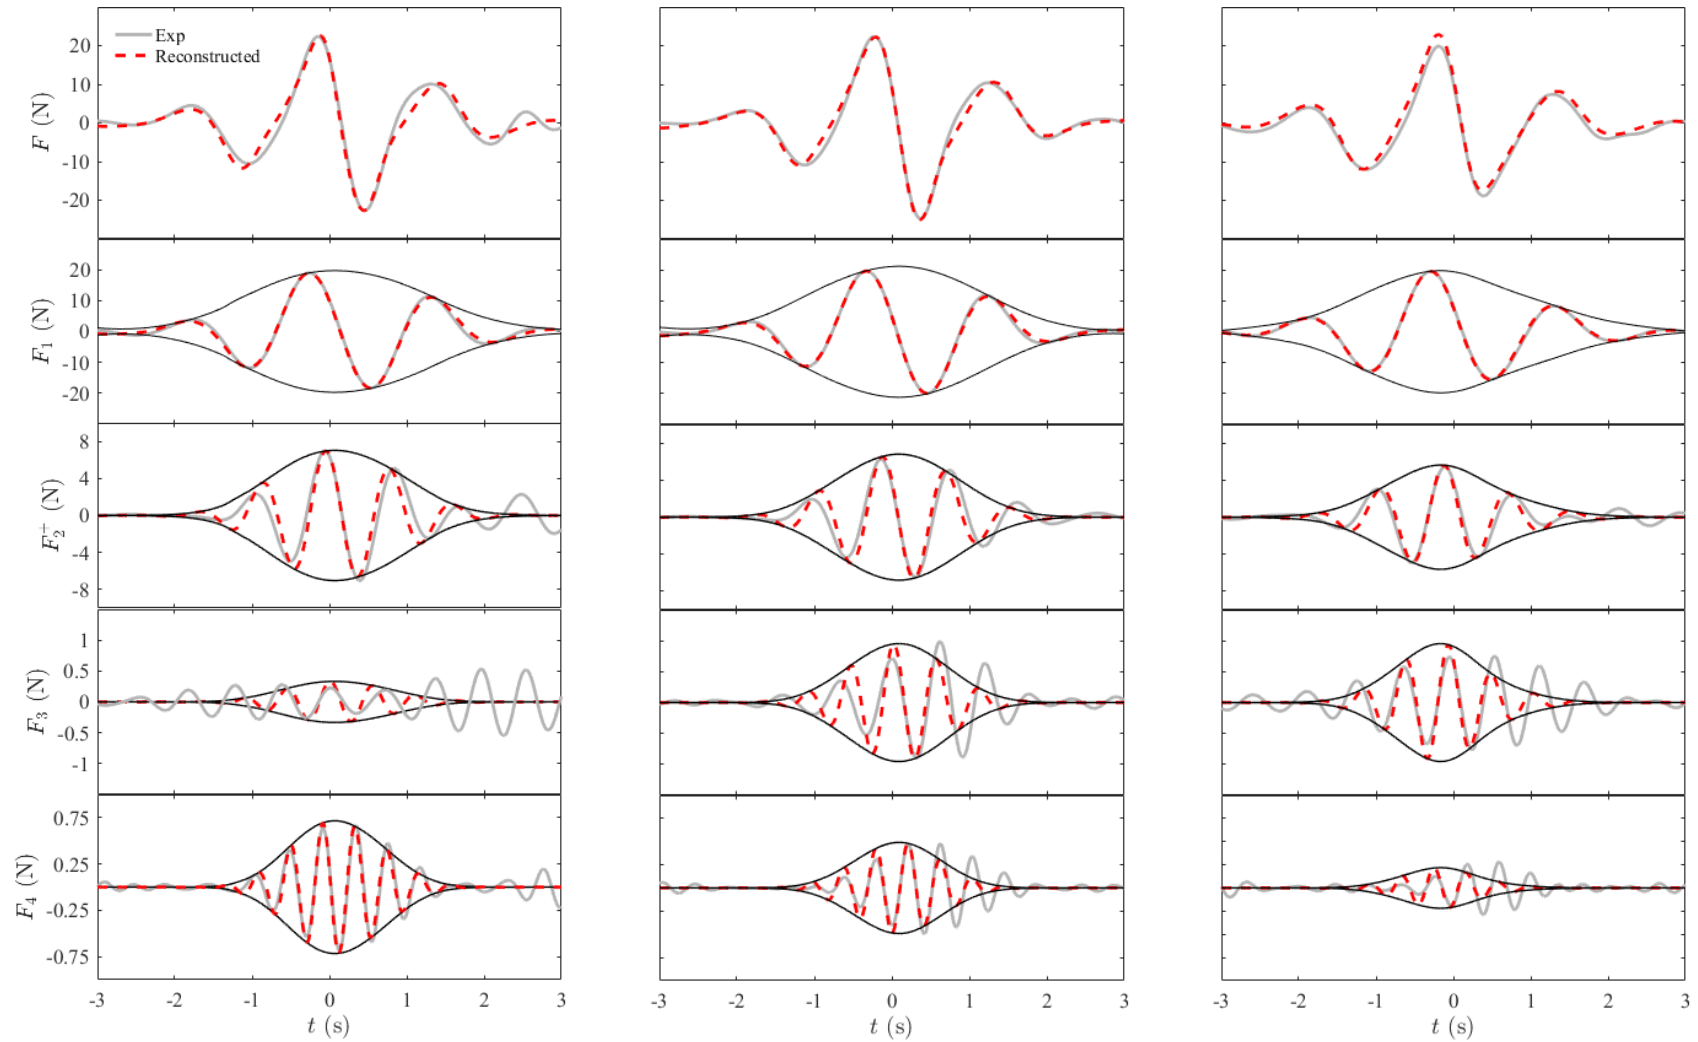 Exp
Reconstructed
F (N)
20
10
0
-10
-20
F₁ (N)
20
10
0
-10
-20
F₂⁺ (N)
8
4
0
-4
-8
F₃ (N)
1
0.5
0
-0.5
-1
F₄ (N)
0.75
0.25
-0.25
-0.75
-3 -2 -1 0 1 2 3
t (s)
-3 -2 -1 0 1 2 3
t (s)
-3 -2 -1 0 1 2 3
t (s)